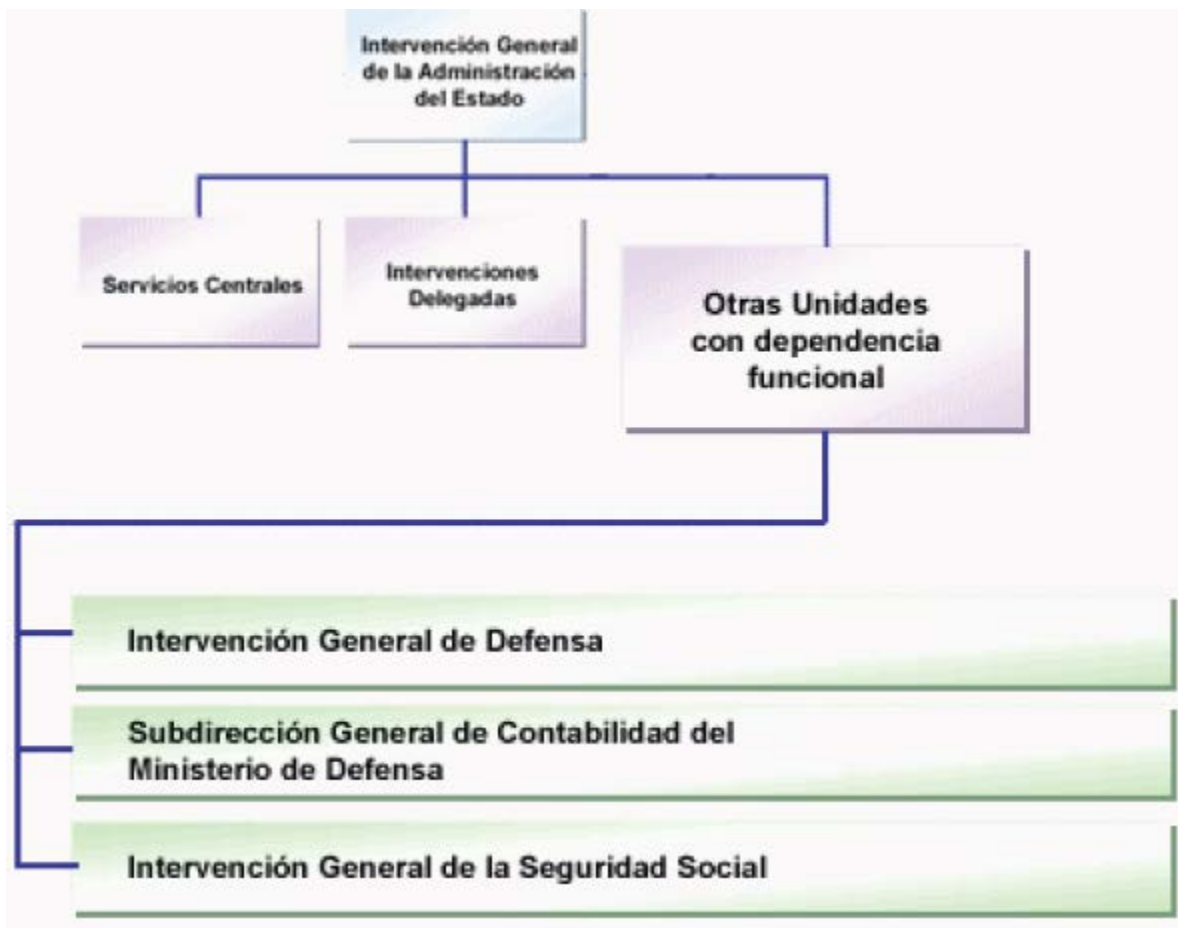 Intervención General
de la Administración
del Estado
Servicios Centrales
Intervenciones
Delegadas
Otras Unidades
con dependencia
funcional
Intervención General de Defensa
Subdirección General de Contabilidad del
Ministerio de Defensa
Intervención General de la Seguridad Social